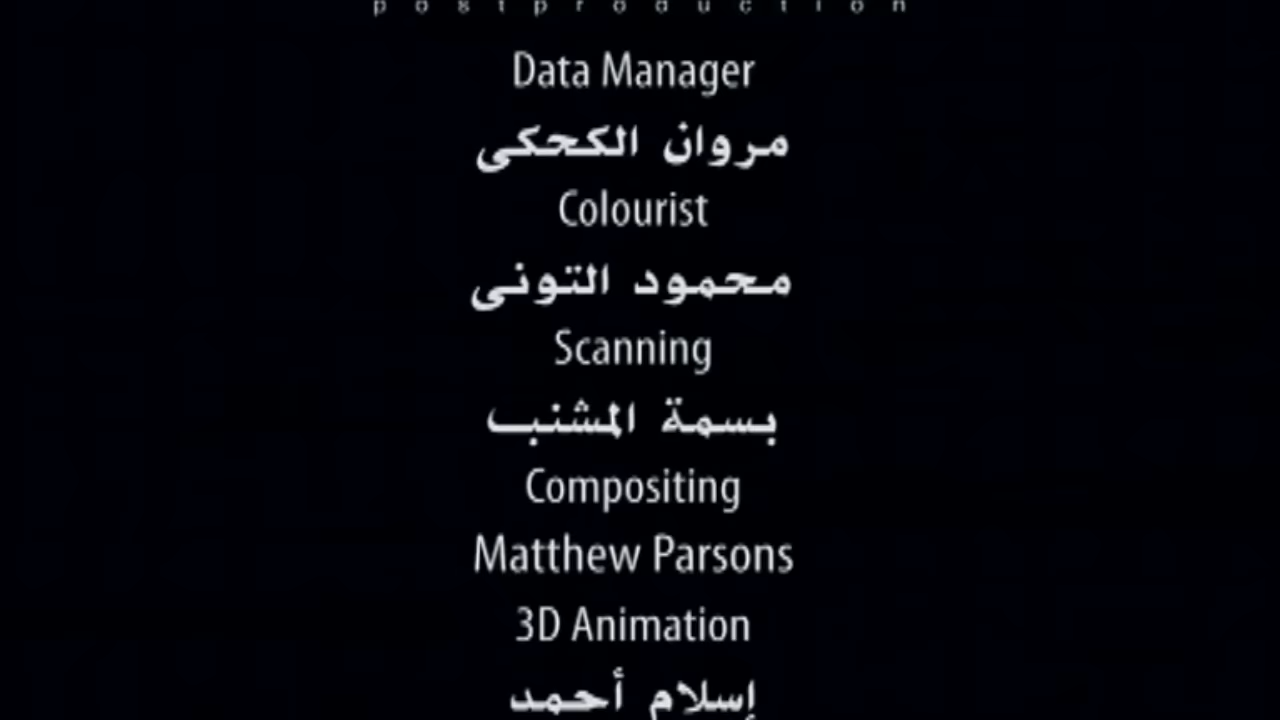 postproduction
Data Manager
مروان الكحكى
Colourist
محمود التونى
Scanning
بسمة المشنب
Compositing
Matthew Parsons
3D Animation
إسلام أحمد